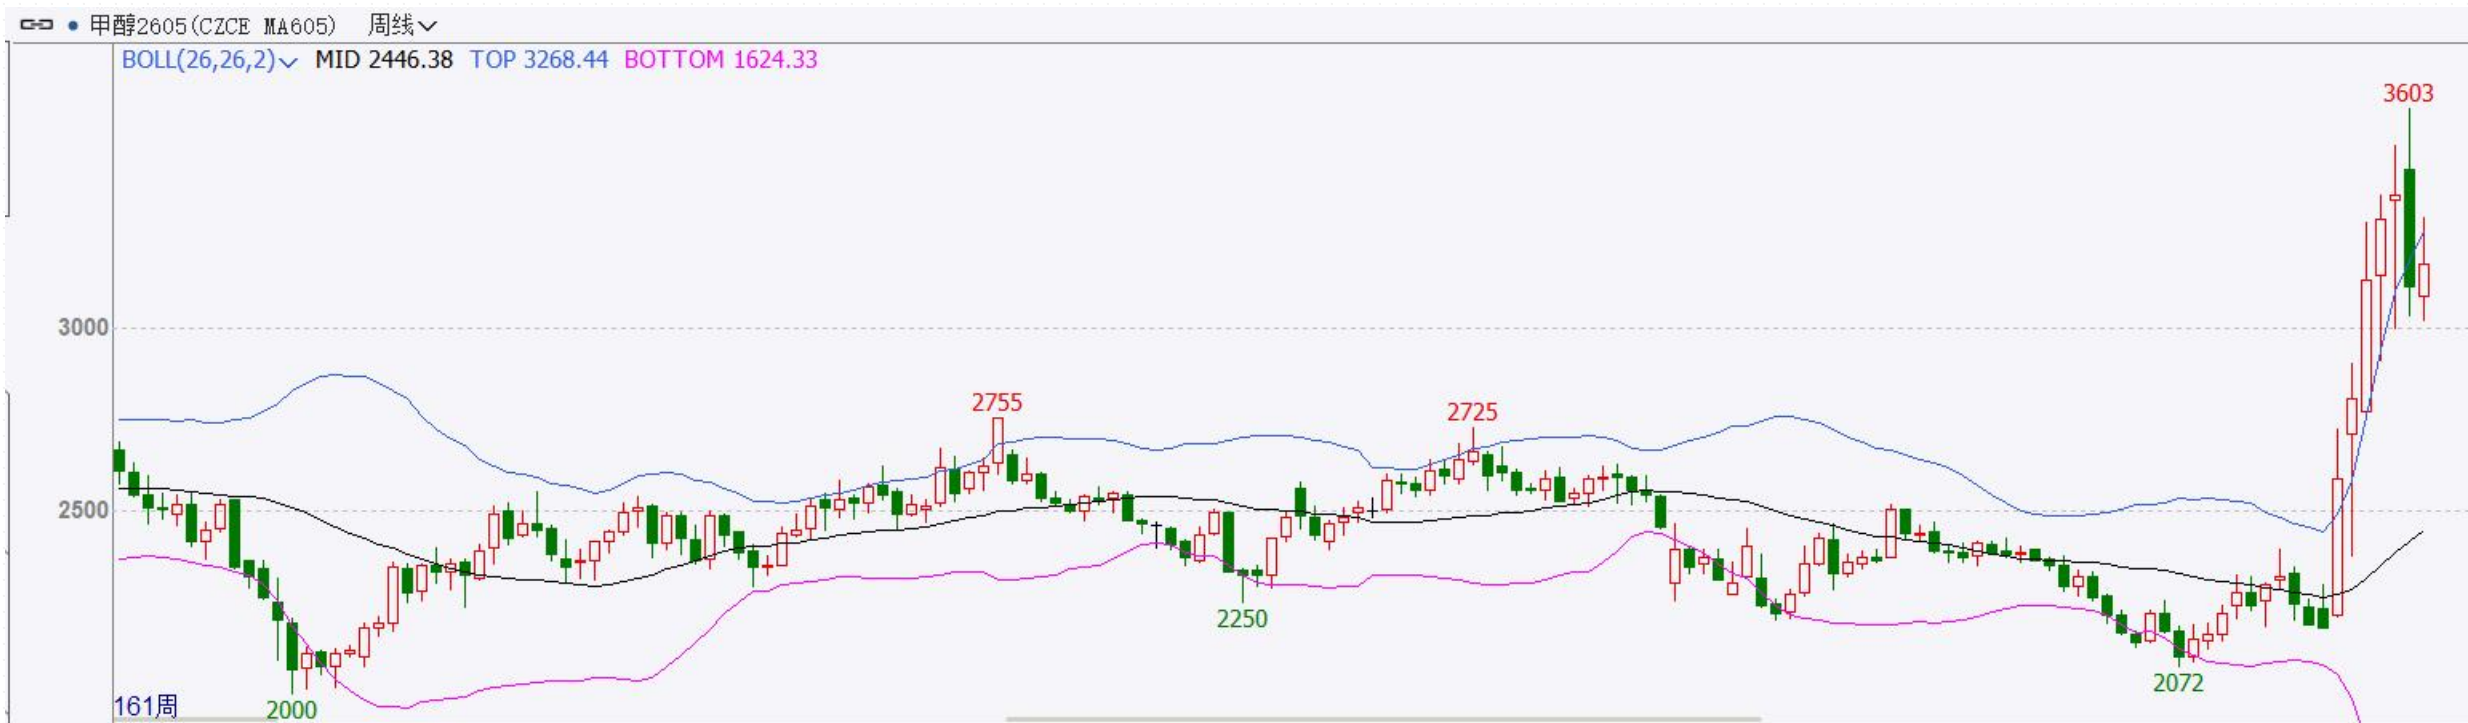 甲醇2605(CZCE MA605) 周线
BOLL(26,26,2) MID 2446.38 TOP 3268.44 BOTTOM 1624.33
3603
3000
2755
2725
2500
2250
2072
161周
2000